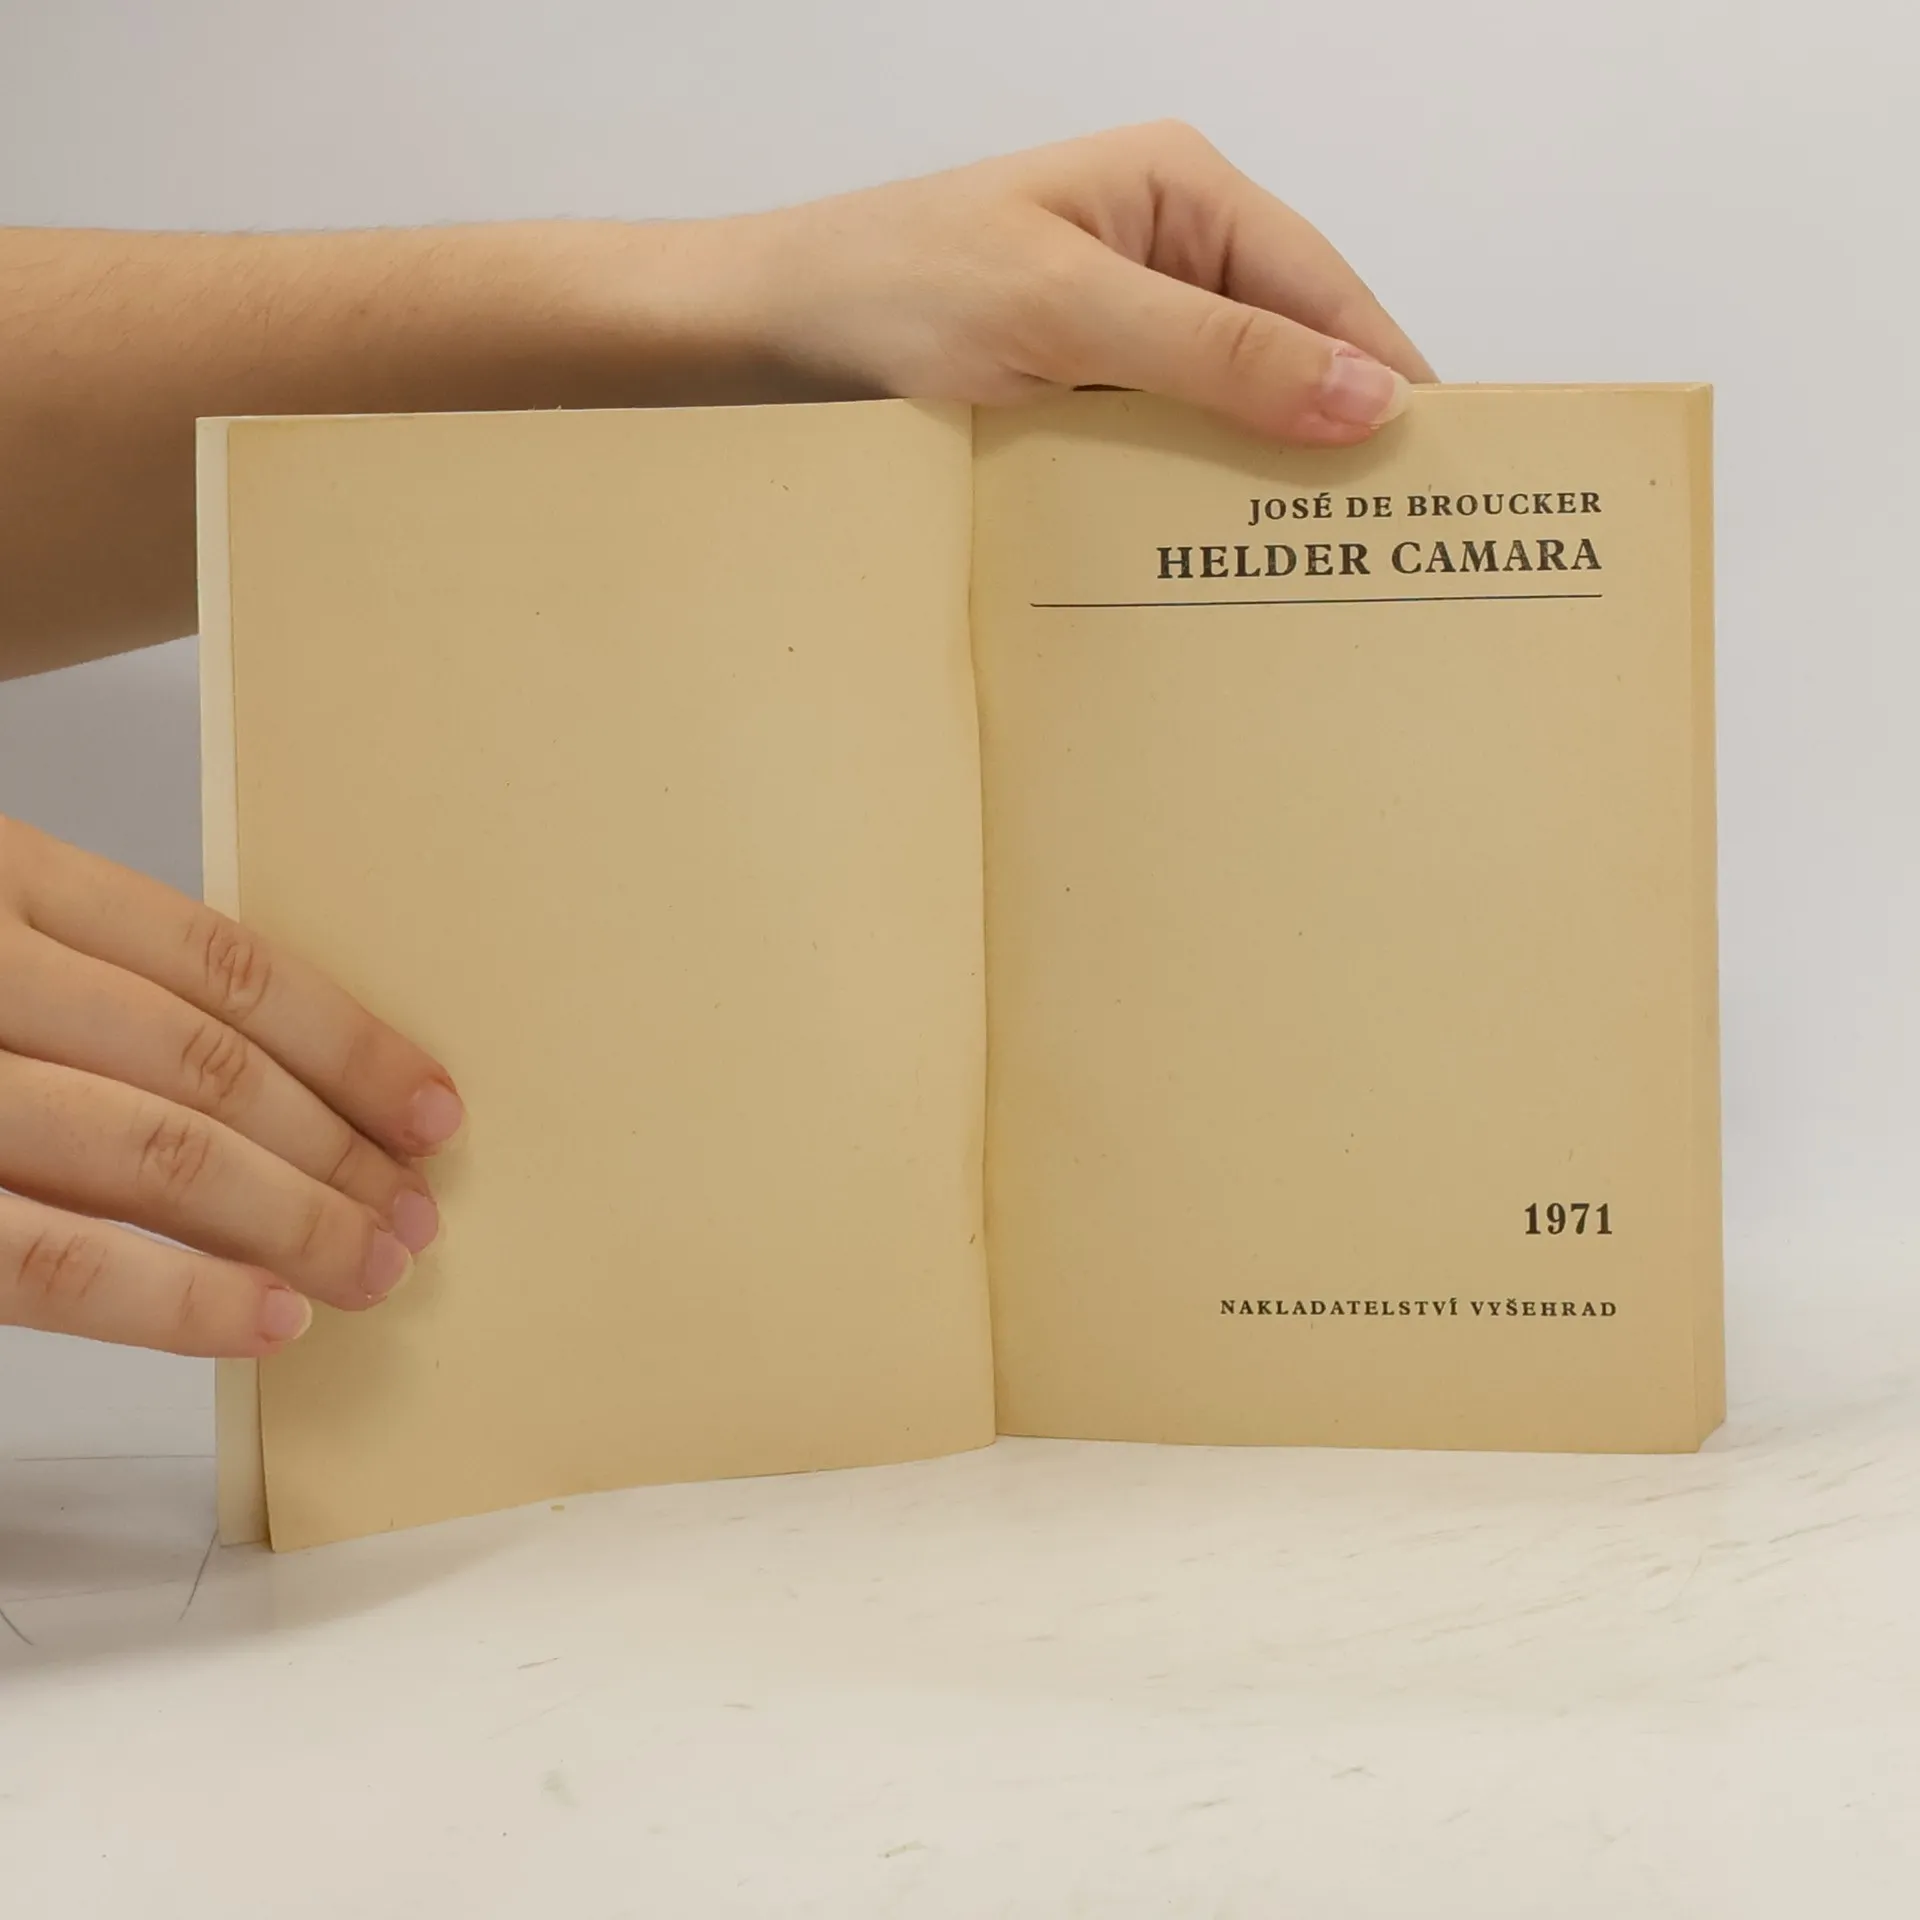 JOSÉ DE BROUCKER
HELDER CAMARA
1971
NAKLADATELSTVÍ VYŠEHRAD